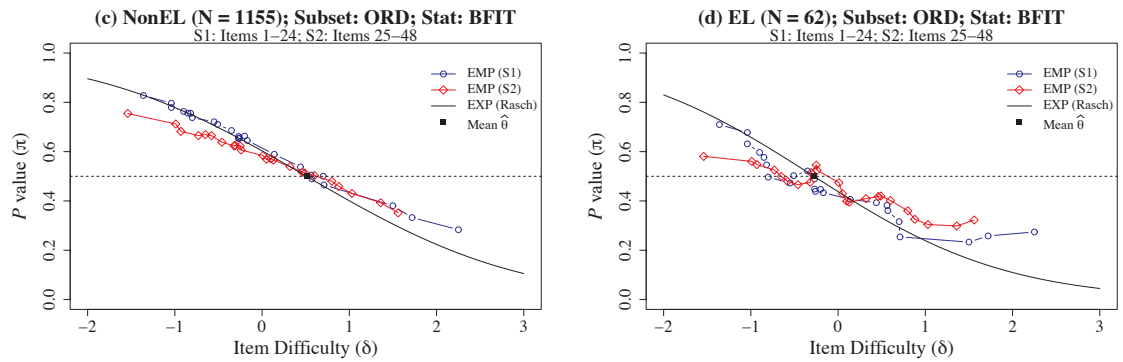 (c) NonEL (N = 1155); Subset: ORD; Stat: BFIT
S1: Items 1−24; S2: Items 25−48
P value (π)
1.0
0.8
0.6
0.4
0.2
0.0
EMP (S1)
EMP (S2)
EXP (Rasch)
Mean θ̂
−2 −1 0 1 2 3
Item Difficulty (δ)
(d) EL (N = 62); Subset: ORD; Stat: BFIT
S1: Items 1−24; S2: Items 25−48
P value (π)
1.0
0.8
0.6
0.4
0.2
0.0
EMP (S1)
EMP (S2)
EXP (Rasch)
Mean θ̂
−2 −1 0 1 2 3
Item Difficulty (δ)